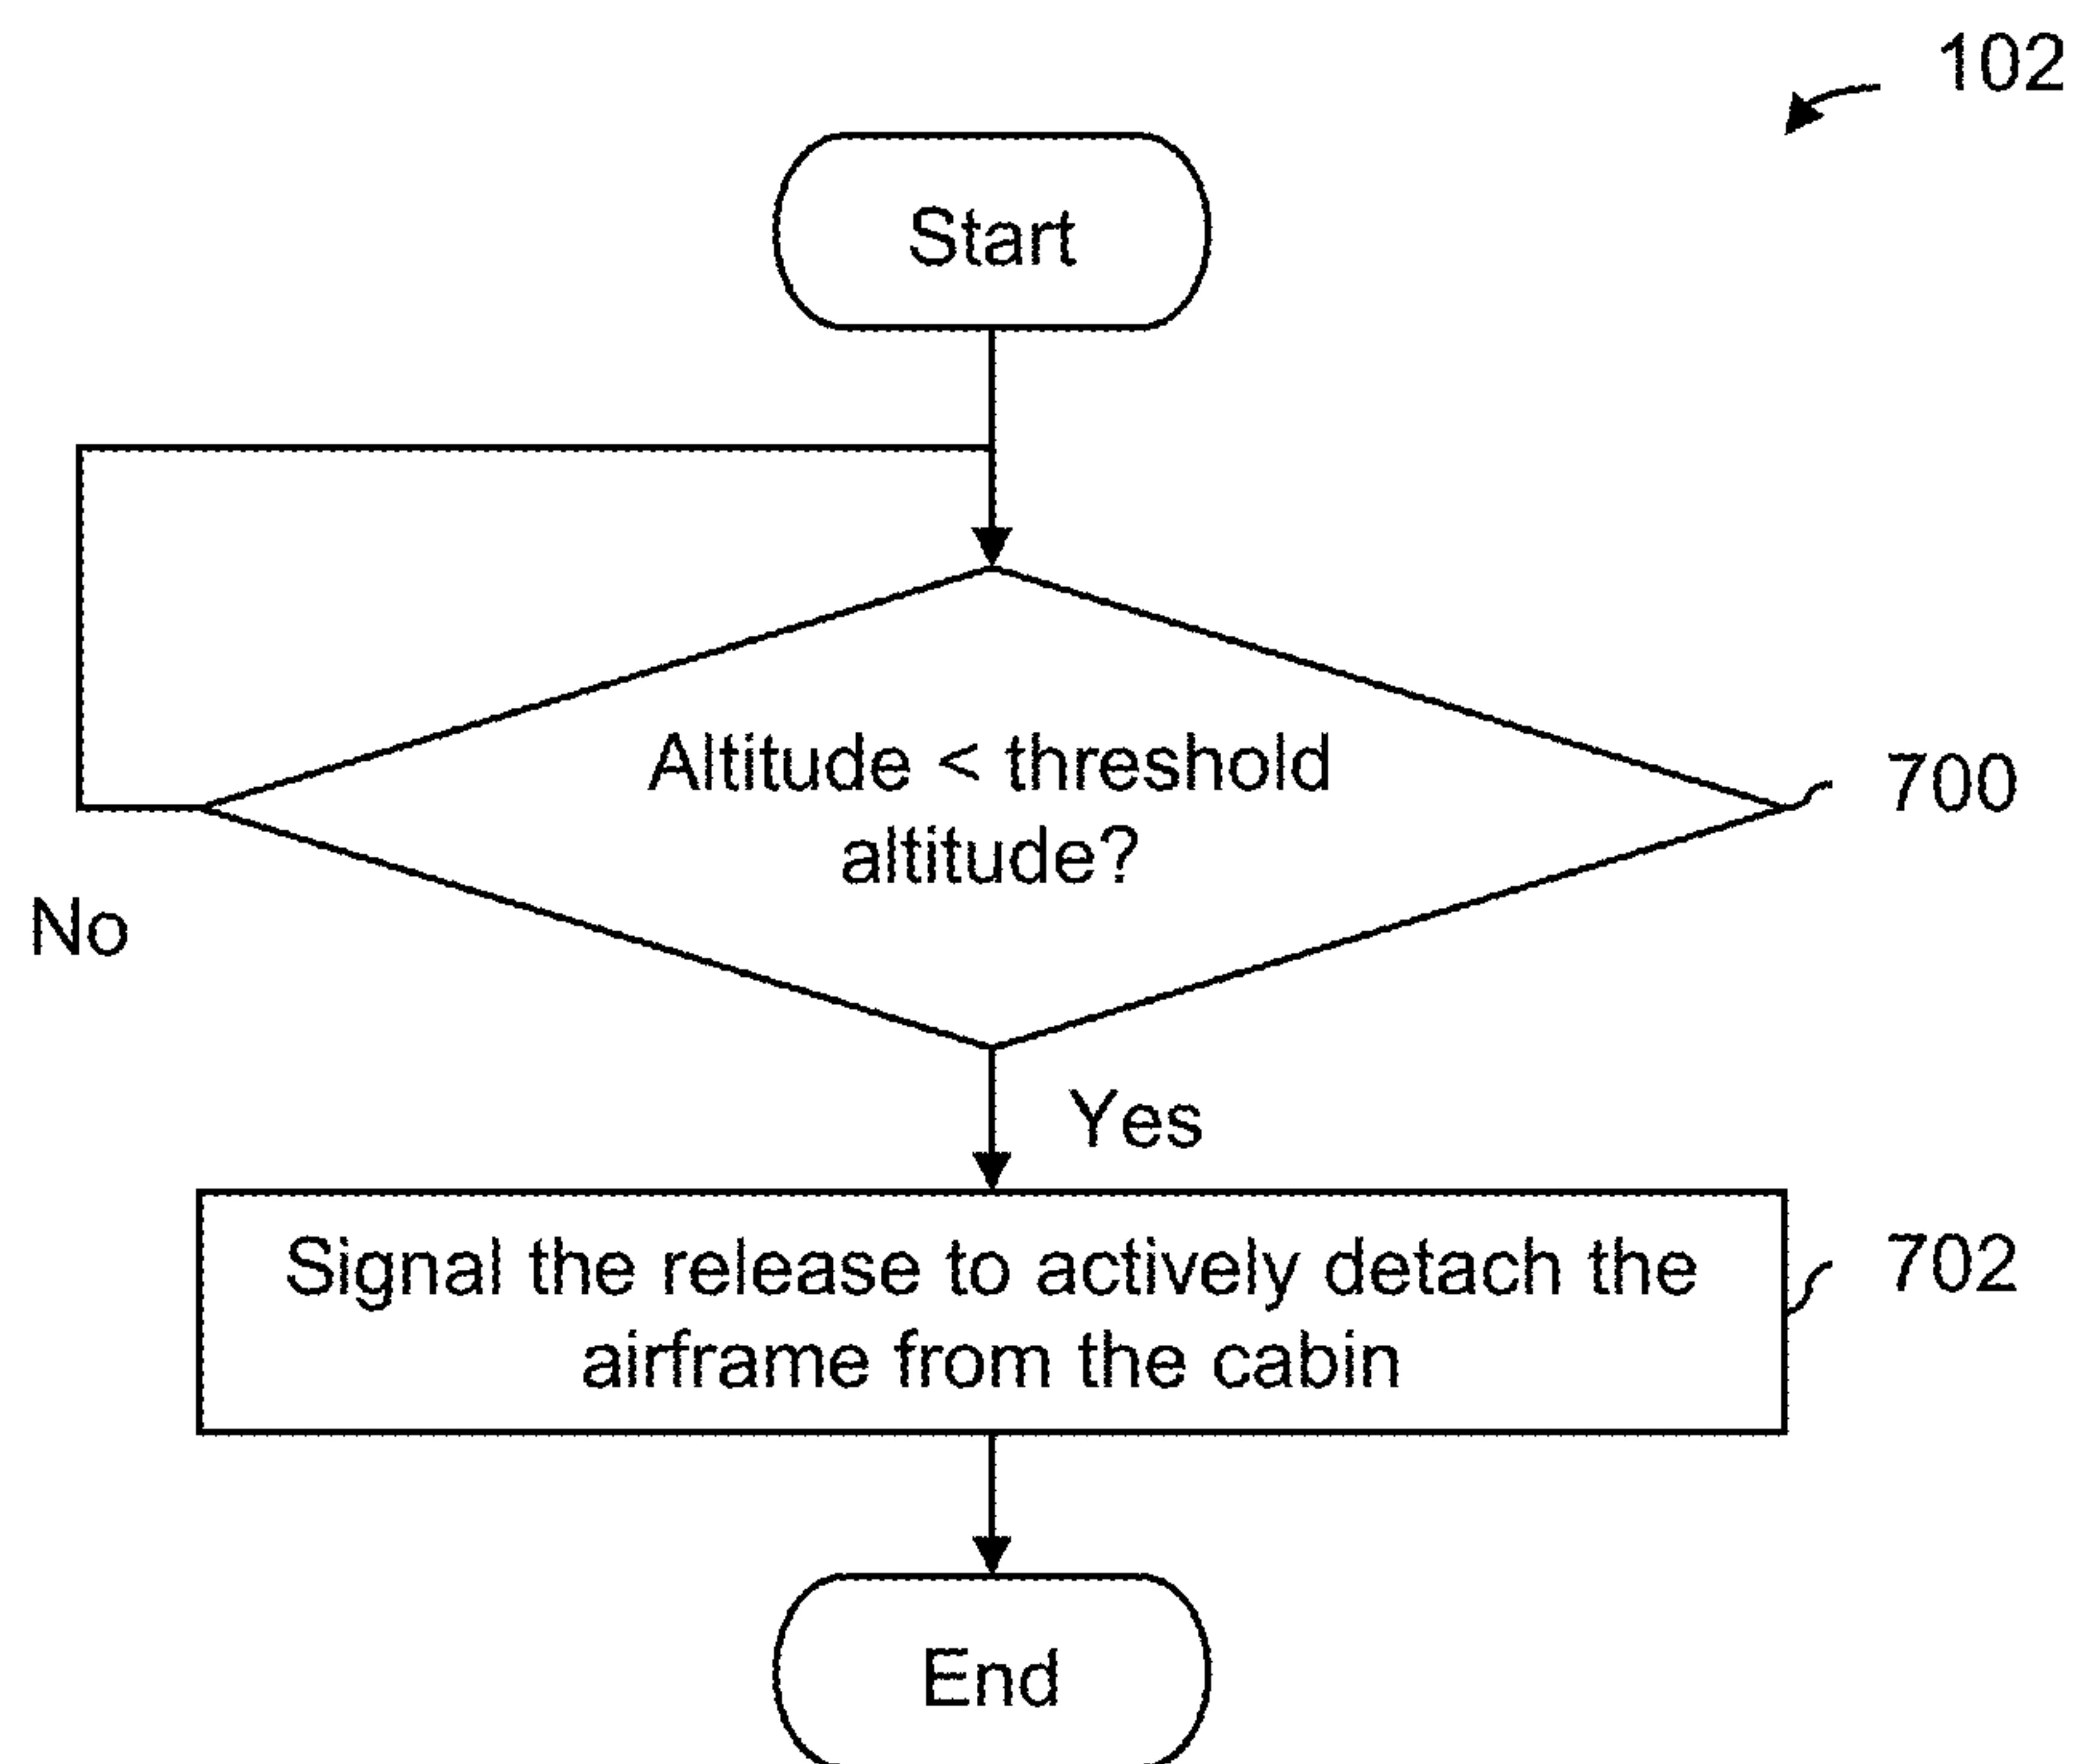 102
Start
Altitude < threshold
altitude?
700
No
Yes
Signal the release to actively detach the
airframe from the cabin
702
End